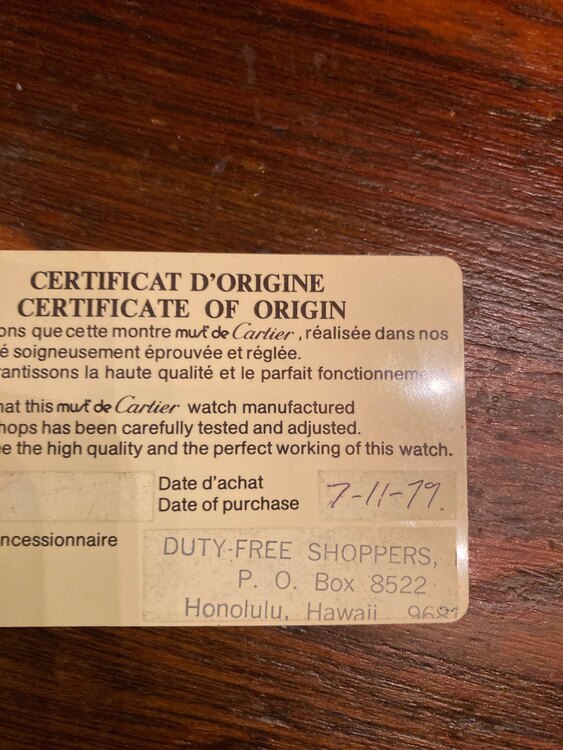 CERTIFICAT D'ORIGINE
CERTIFICATE OF ORIGIN
ons que cette montre must de Cartier, réalisée dans nos
é soigneusement éprouvée et réglée.
rantissons la haute qualité et le parfait fonctionnement
hat this must de Cartier watch manufactured
hops has been carefully tested and adjusted.
ee the high quality and the perfect working of this watch.
Date d'achat
Date of purchase 7-11-79.
ncessionnaire
DUTY-FREE SHOPPERS,
P. O. Box 8522
Honolulu, Hawaii